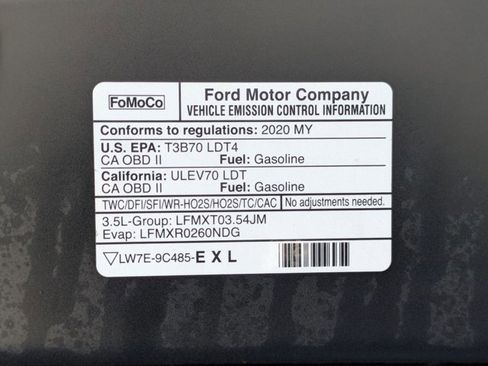 FoMoCo
Ford Motor Company
VEHICLE EMISSION CONTROL INFORMATION
Conforms to regulations: 2020 MY
U.S. EPA: T3B70 LDT4
CA OBD II Fuel: Gasoline
California: ULEV70 LDT
CA OBD II Fuel: Gasoline
TWC/DFI/SFI/WR-HO2S/HO2S/TC/CAC No adjustments needed.
3.5L-Group: LFMXT03.54JM
Evap: LFMXR0260NDG
▽LW7E-9C485-E X L